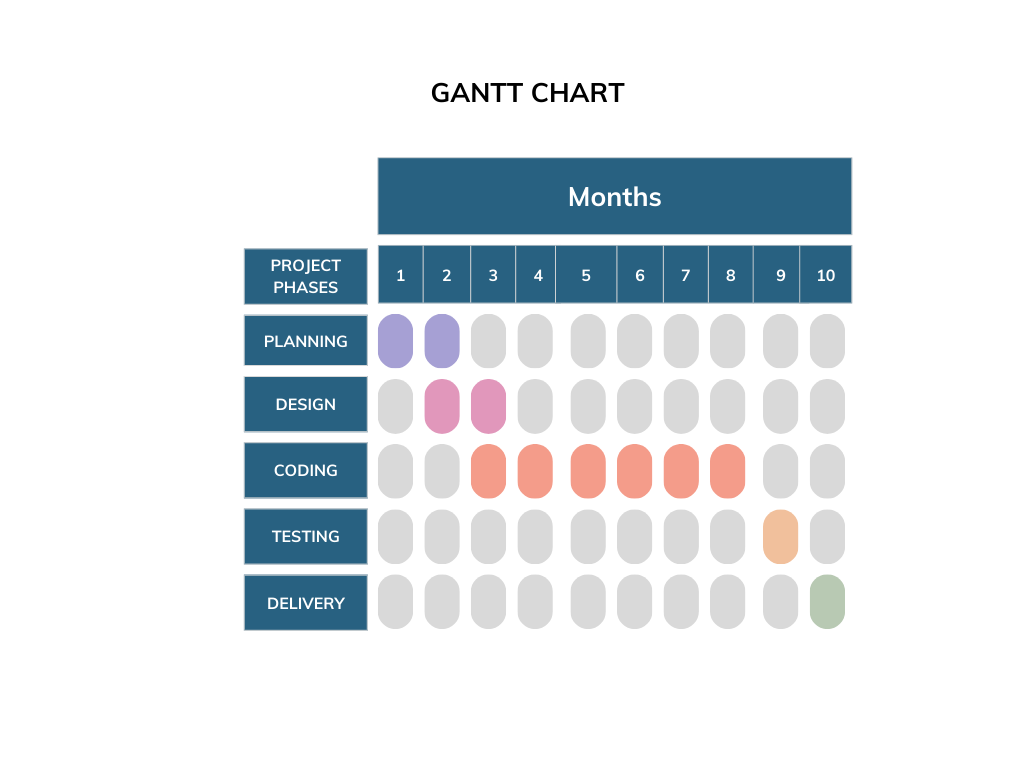 GANTT CHART
Months
PROJECT
PHASES
1 2 3 4 5 6 7 8 9 10
PLANNING
DESIGN
CODING
TESTING
DELIVERY